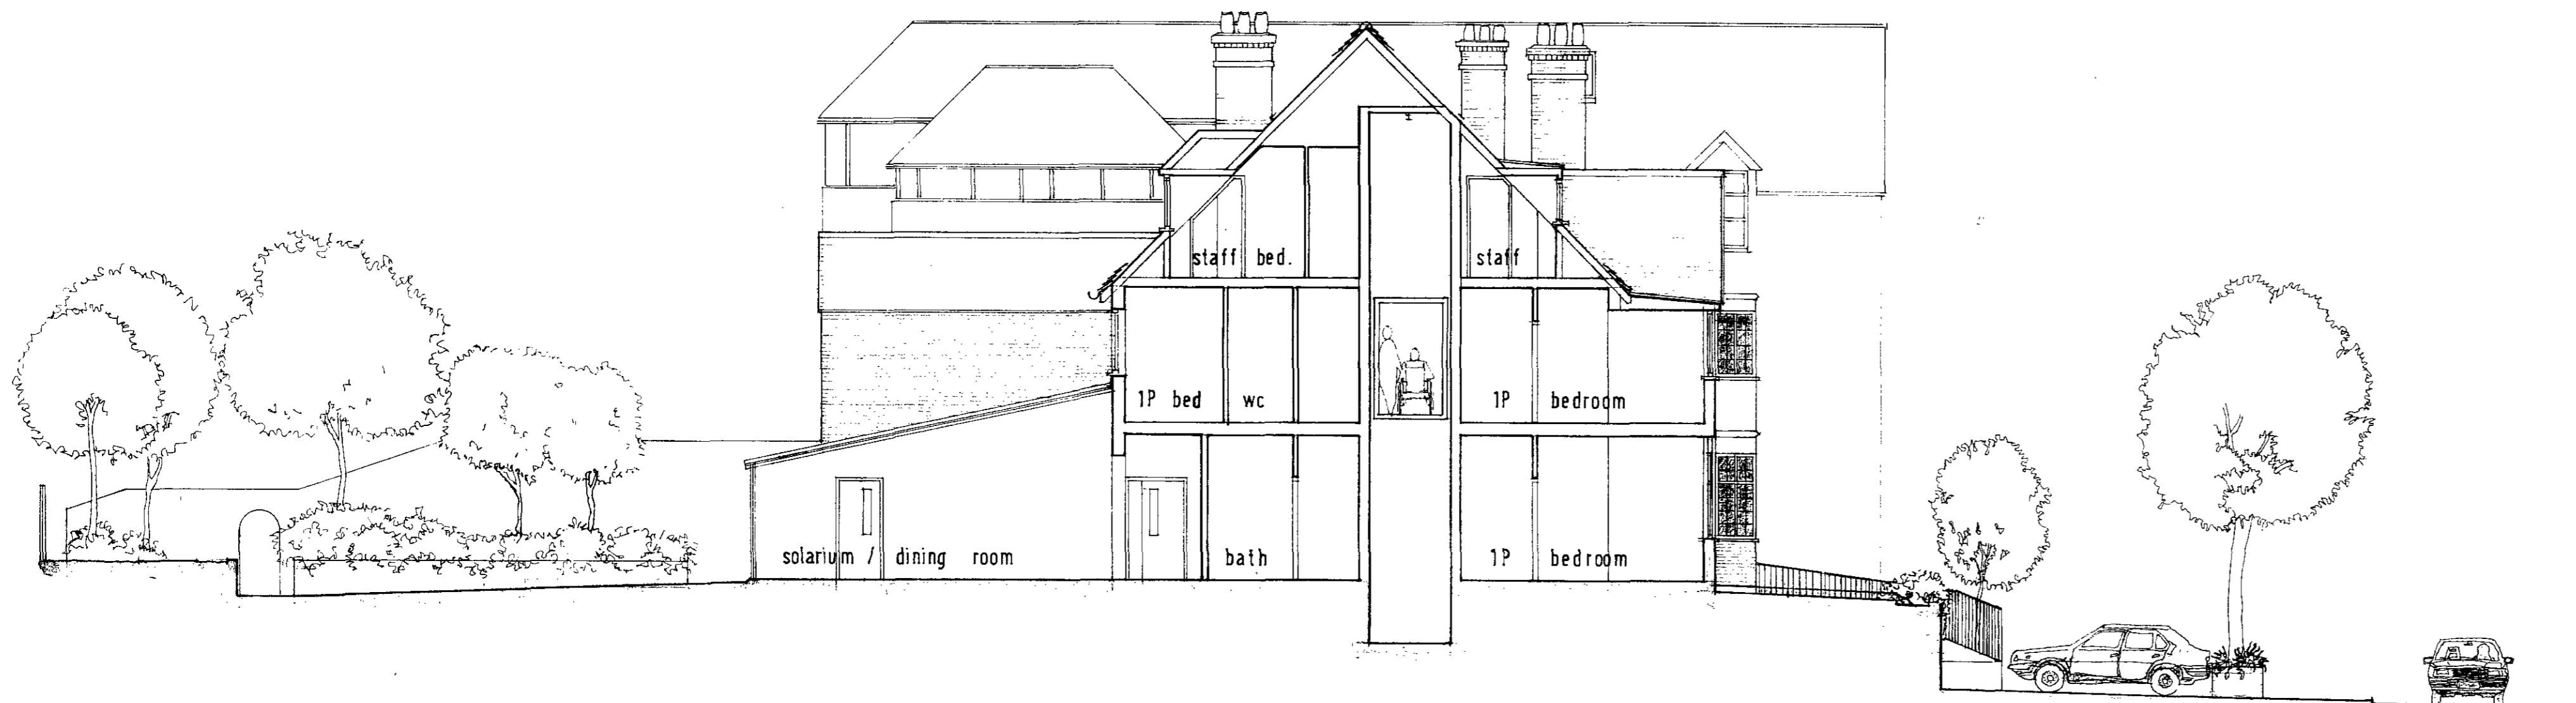 staff bed. staff
1P bed wc 1P bedroom
solarium / dining room bath 1P bedroom